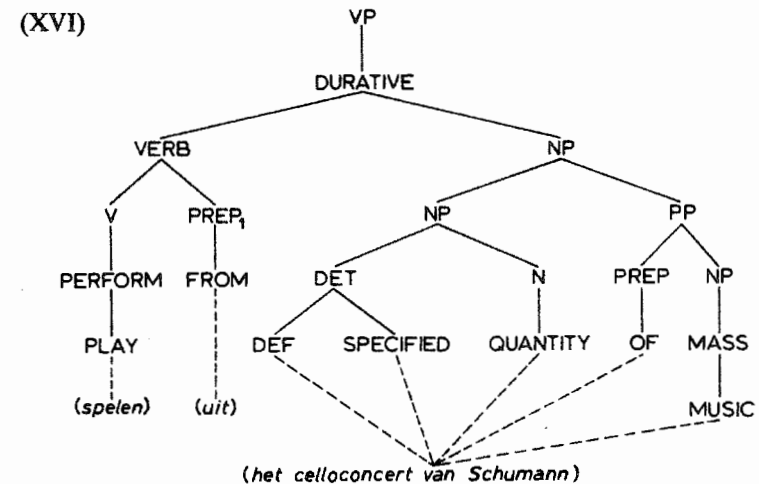 (XVI)
VP
DURATIVE
VERB NP
V PREP₁ NP PP
PERFORM FROM DET N PREP NP
PLAY DEF SPECIFIED QUANTITY OF MASS
(spelen) (uit) MUSIC
(het celloconcert van Schumann)